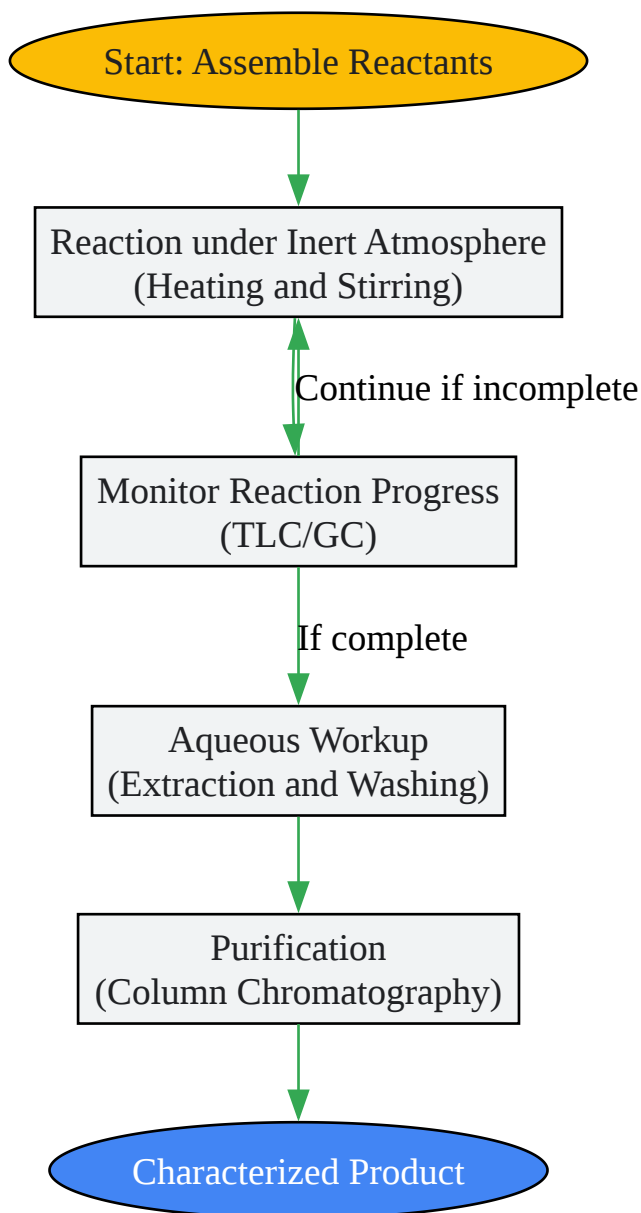 Start: Assemble Reactants
Reaction under Inert Atmosphere
(Heating and Stirring)
Continue if incomplete
Monitor Reaction Progress
(TLC/GC)
If complete
Aqueous Workup
(Extraction and Washing)
Purification
(Column Chromatography)
Characterized Product